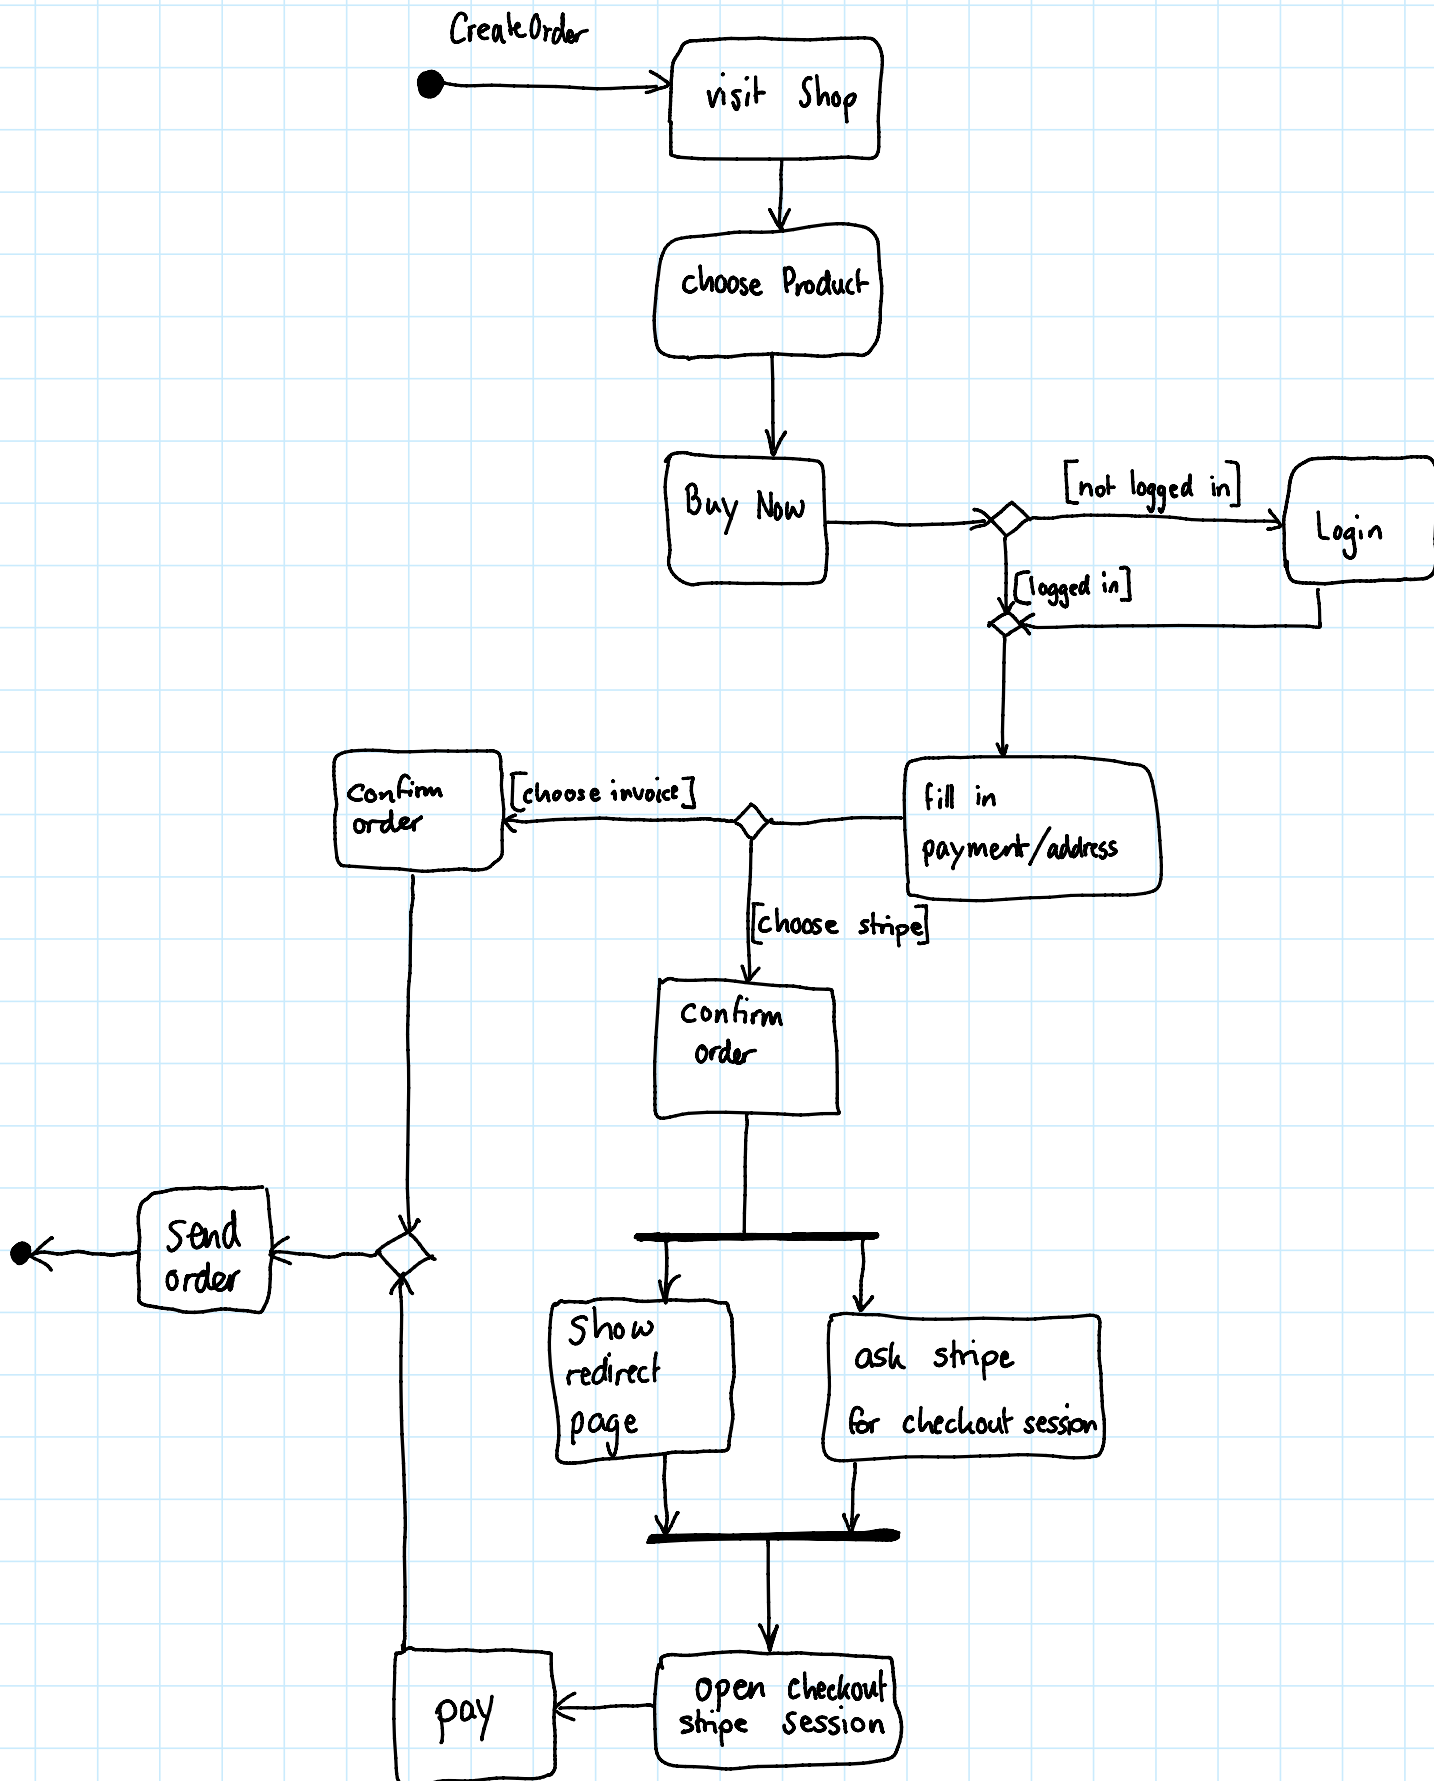 CreateOrder
visit Shop
choose Product
Buy Now
[not logged in]
Login
[logged in]
fill in
payment/address
[choose invoice]
confirm
order
[choose stripe]
confirm
order
send
order
Show
redirect
page
ask stripe
for checkout session
open checkout
stripe session
pay